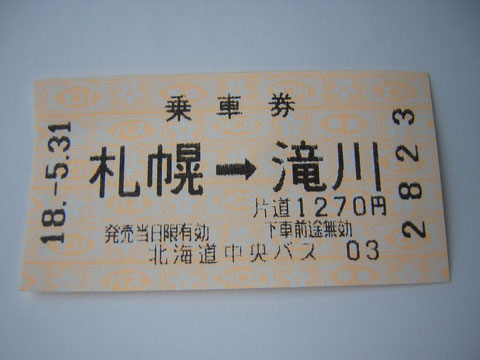 乗車券
18.-5.31
札幌→滝川
片道1270円
発売当日限有効 下車前途無効
北海道中央バス 03
2823